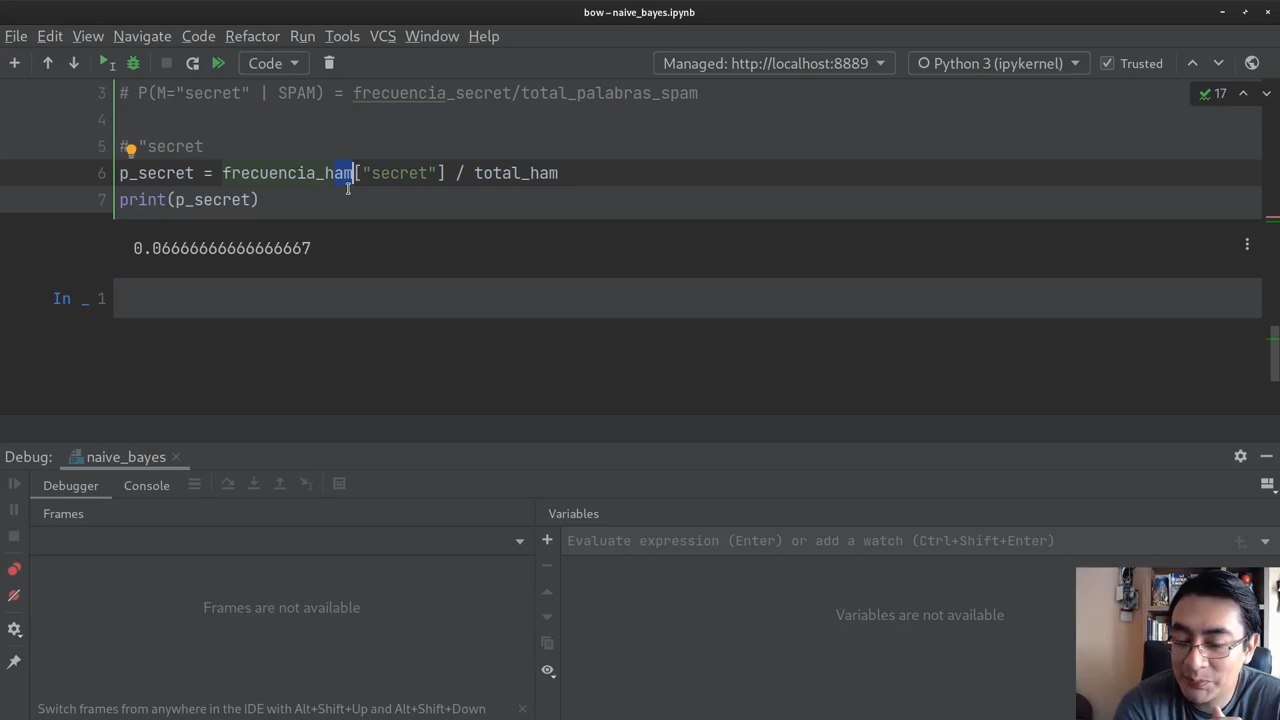 bow – naive_bayes.ipynb
File Edit View Navigate Code Refactor Run Tools VCS Window Help
Code Managed: http://localhost:8889 Python 3 (ipykernel) Trusted
3 # P(M="secret" | SPAM) = frecuencia_secret/total_palabras_spam
17
4
5 # "secret
6 p_secret = frecuencia_ham["secret"] / total_ham
7 print(p_secret)
0.06666666666666667
In _ 1
Debug: naive_bayes
Debugger Console
Frames Variables
Evaluate expression (Enter) or add a watch (Ctrl+Shift+Enter)
Frames are not available
Variables are not available
Switch frames from anywhere in the IDE with Alt+Shift+Up and Alt+Shift+Down